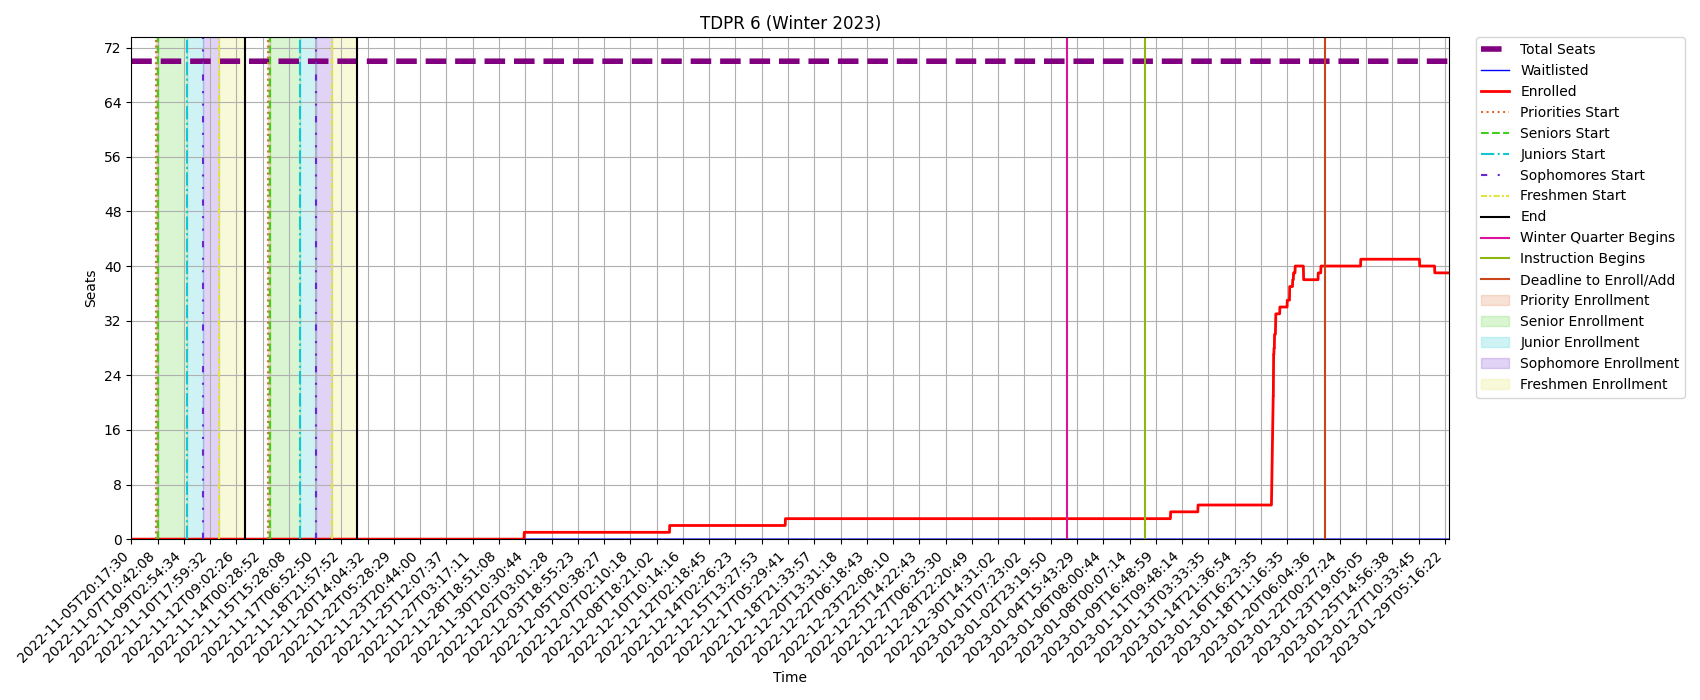 TDPR 6 (Winter 2023)
72
64
56
48
40
32
24
16
8
0
Seats
2022-11-05T20:17:30
2022-11-07T10:42:08
2022-11-09T02:54:34
2022-11-10T17:59:32
2022-11-12T09:02:26
2022-11-14T00:28:52
2022-11-15T15:28:08
2022-11-17T06:52:50
2022-11-18T21:57:52
2022-11-20T14:04:32
2022-11-22T05:28:29
2022-11-23T20:44:00
2022-11-25T12:07:37
2022-11-27T03:17:11
2022-11-28T18:51:08
2022-11-30T10:30:44
2022-12-02T03:01:28
2022-12-03T18:55:23
2022-12-05T10:38:27
2022-12-07T02:10:18
2022-12-08T18:21:02
2022-12-10T10:14:16
2022-12-12T02:18:45
2022-12-14T02:26:23
2022-12-15T13:27:53
2022-12-17T05:29:41
2022-12-18T21:33:57
2022-12-20T13:31:18
2022-12-22T06:18:43
2022-12-23T22:08:10
2022-12-25T14:22:43
2022-12-27T06:25:30
2022-12-28T22:20:49
2022-12-30T14:31:02
2023-01-01T07:23:02
2023-01-02T23:19:50
2023-01-04T15:43:29
2023-01-06T08:00:44
2023-01-08T00:07:14
2023-01-09T16:48:59
2023-01-11T09:48:14
2023-01-13T03:33:35
2023-01-14T21:36:54
2023-01-16T16:23:35
2023-01-18T11:16:35
2023-01-20T06:04:36
2023-01-22T00:27:24
2023-01-23T19:05:05
2023-01-25T14:56:38
2023-01-27T10:33:45
2023-01-29T05:16:22
Time
Total Seats
Waitlisted
Enrolled
Priorities Start
Seniors Start
Juniors Start
Sophomores Start
Freshmen Start
End
Winter Quarter Begins
Instruction Begins
Deadline to Enroll/Add
Priority Enrollment
Senior Enrollment
Junior Enrollment
Sophomore Enrollment
Freshmen Enrollment